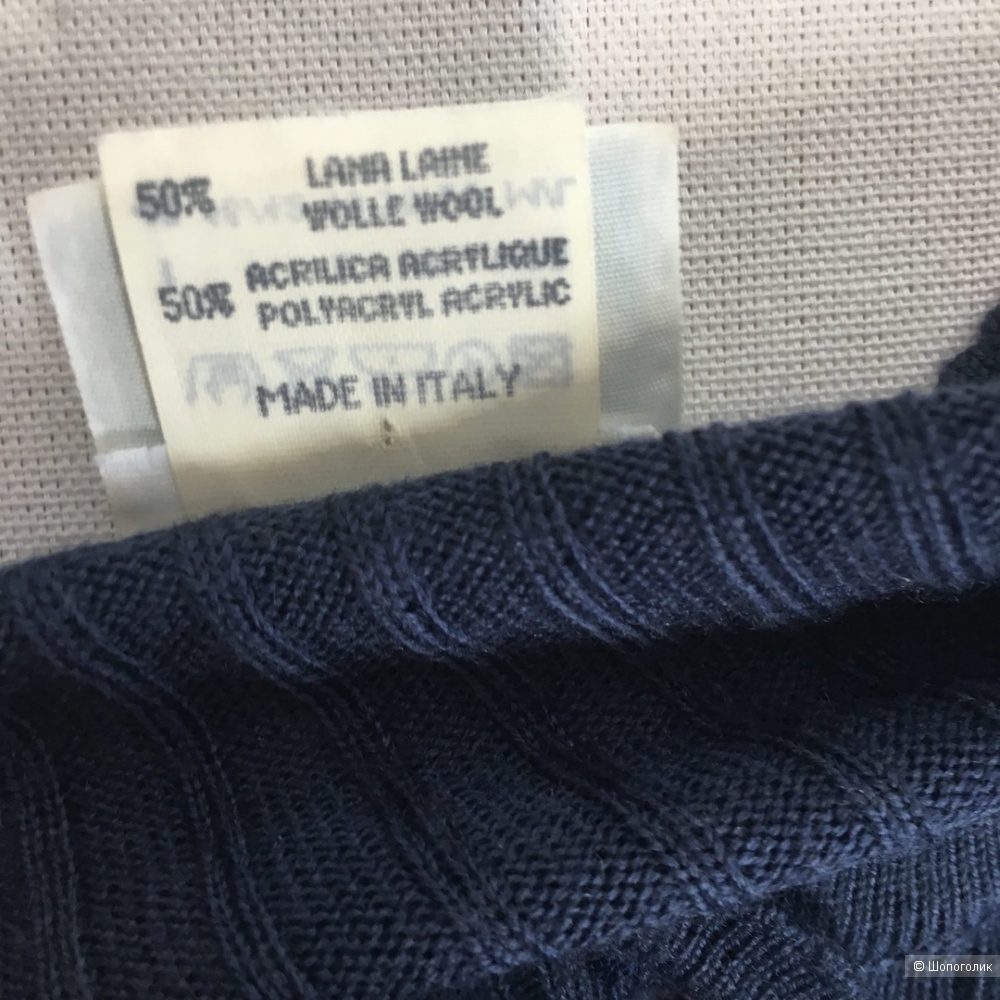 50% LANA LAINE
WOLLE WOOL
50% ACRILICA ACRYLIQUE
POLYACRYL ACRYLIC
MADE IN ITALY
© Шопоголик